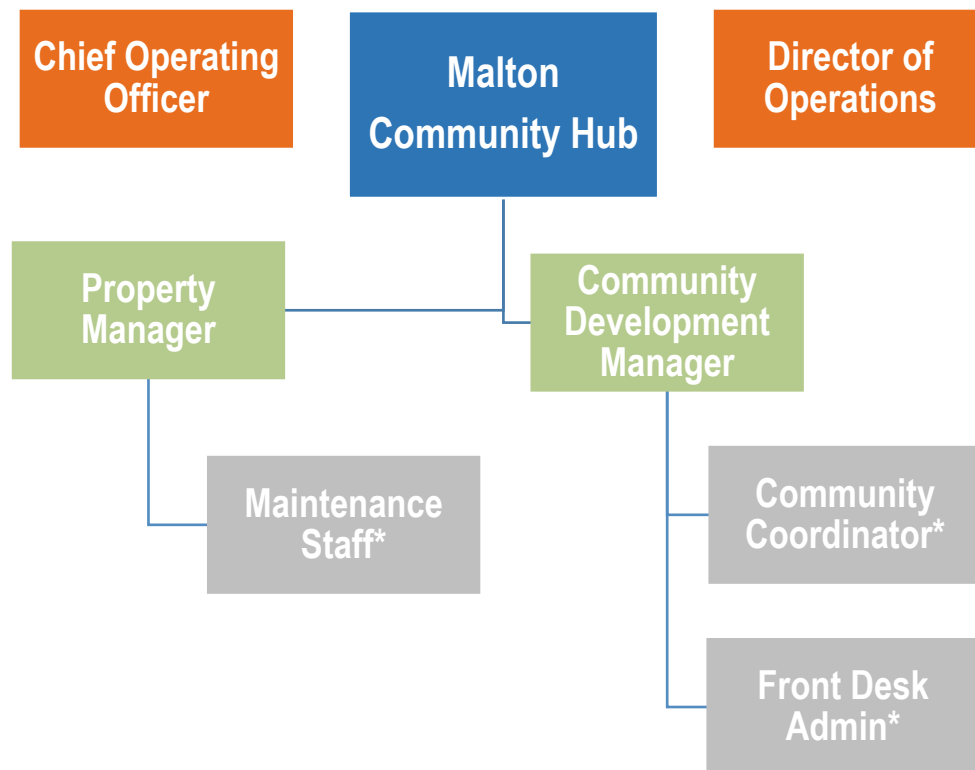 Chief Operating
Officer
Malton
Community Hub
Director of
Operations
Property
Manager
Community
Development
Manager
Maintenance
Staff*
Community
Coordinator*
Front Desk
Admin*